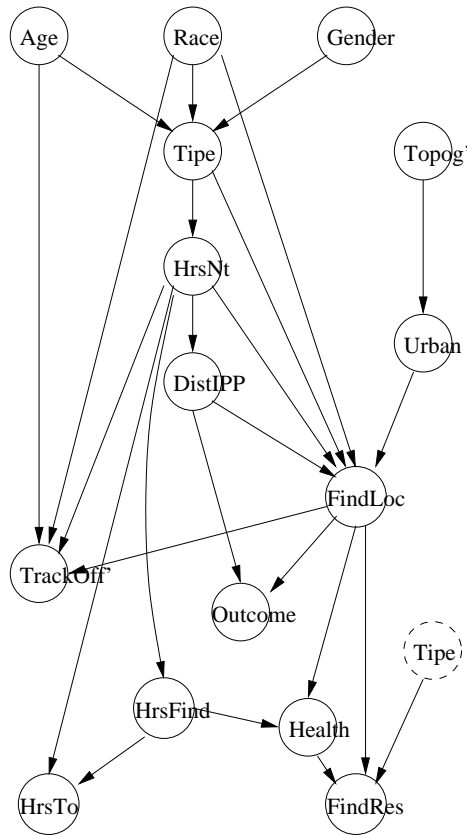 Age
Race
Gender
Tipe
Topog'
HrsNt
Urban
DistIPP
FindLoc
TrackOff'
Outcome
Tipe
HrsFind
Health
HrsTo
FindRes